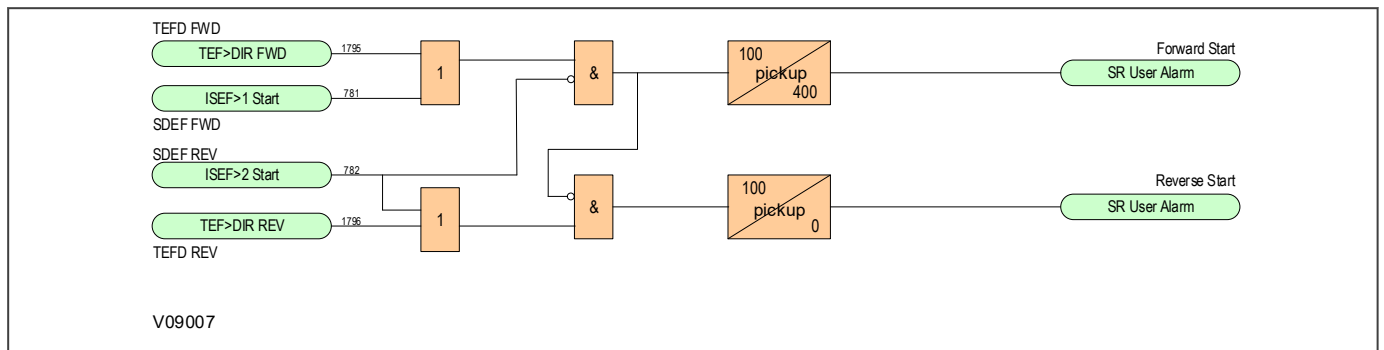 TEFD FWD
TEF>DIR FWD
1795
ISEF>1 Start
781
SDEF FWD
SDEF REV
ISEF>2 Start
782
TEF>DIR REV
1796
TEFD REV
1
1
&
&
100
pickup
400
100
pickup
0
Forward Start
SR User Alarm
Reverse Start
SR User Alarm
V09007